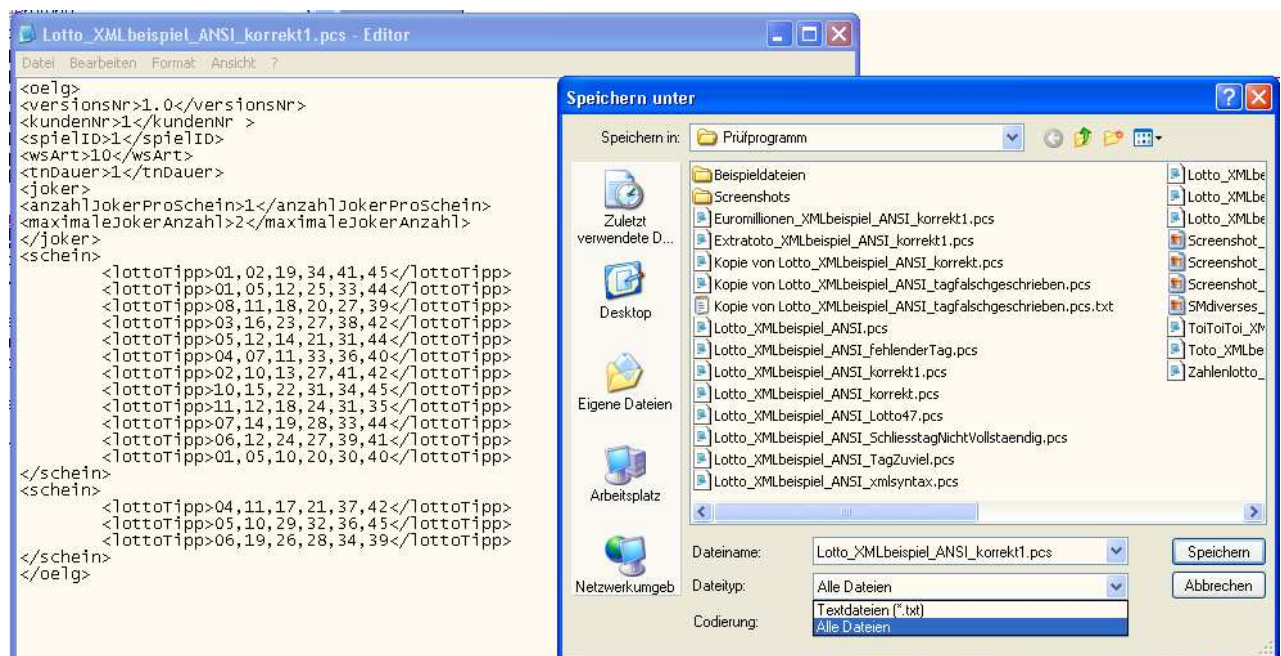 Lotto_XMLbeispiel_ANSI_korrekt1.pcs - Editor
Datei Bearbeiten Format Ansicht ?
<oelg>
<versionsNr>1.0</versionsNr>
<kundenNr>1</kundenNr >
<spielID>1</spielID>
<wsArt>10</wsArt>
<tnDauer>1</tnDauer>
<joker>
<anzahlJokerProSchein>1</anzahlJokerProSchein>
<maximaleJokerAnzahl>2</maximaleJokerAnzahl>
</joker>
<schein>
<lottoTipp>01,02,19,34,41,45</lottoTipp>
<lottoTipp>01,05,12,25,33,44</lottoTipp>
<lottoTipp>08,11,18,20,27,39</lottoTipp>
<lottoTipp>03,16,23,27,38,42</lottoTipp>
<lottoTipp>05,12,14,21,31,44</lottoTipp>
<lottoTipp>04,07,11,33,36,40</lottoTipp>
<lottoTipp>02,10,13,27,41,42</lottoTipp>
<lottoTipp>10,15,22,31,34,45</lottoTipp>
<lottoTipp>11,12,18,24,31,35</lottoTipp>
<lottoTipp>07,14,19,28,33,44</lottoTipp>
<lottoTipp>06,12,24,27,39,41</lottoTipp>
<lottoTipp>01,05,10,20,30,40</lottoTipp>
</schein>
<schein>
<lottoTipp>04,11,17,21,37,42</lottoTipp>
<lottoTipp>05,10,29,32,36,45</lottoTipp>
<lottoTipp>06,19,26,28,34,39</lottoTipp>
</schein>
</oelg>
Speichern unter
Speichern in: Prüfprogramm
Zuletzt
verwendete D...
Desktop
Eigene Dateien
Arbeitsplatz
Netzwerkumgeb
Beispieldateien
Screenshots
Euromillionen_XMLbeispiel_ANSI_korrekt1.pcs
Extratoto_XMLbeispiel_ANSI_korrekt1.pcs
Kopie von Lotto_XMLbeispiel_ANSI_korrekt.pcs
Kopie von Lotto_XMLbeispiel_ANSI_tagfalschgeschrieben.pcs
Kopie von Lotto_XMLbeispiel_ANSI_tagfalschgeschrieben.pcs.txt
Lotto_XMLbeispiel_ANSI.pcs
Lotto_XMLbeispiel_ANSI_fehlenderTag.pcs
Lotto_XMLbeispiel_ANSI_korrekt1.pcs
Lotto_XMLbeispiel_ANSI_korrekt.pcs
Lotto_XMLbeispiel_ANSI_Lotto47.pcs
Lotto_XMLbeispiel_ANSI_SchliesstagNichtVollstaendig.pcs
Lotto_XMLbeispiel_ANSI_TagZuviel.pcs
Lotto_XMLbeispiel_ANSI_xmlsyntax.pcs
Lotto_XMLbe
Lotto_XMLbe
Lotto_XMLbe
Screenshot_
Screenshot_
Screenshot_
SMdiverses_
ToiToiToi_XM
Toto_XMLbe
Zahlenlotto_
Dateiname: Lotto_XMLbeispiel_ANSI_korrekt1.pcs Speichern
Dateityp: Alle Dateien Abbrechen
Textdateien (*.txt)
Codierung: Alle Dateien